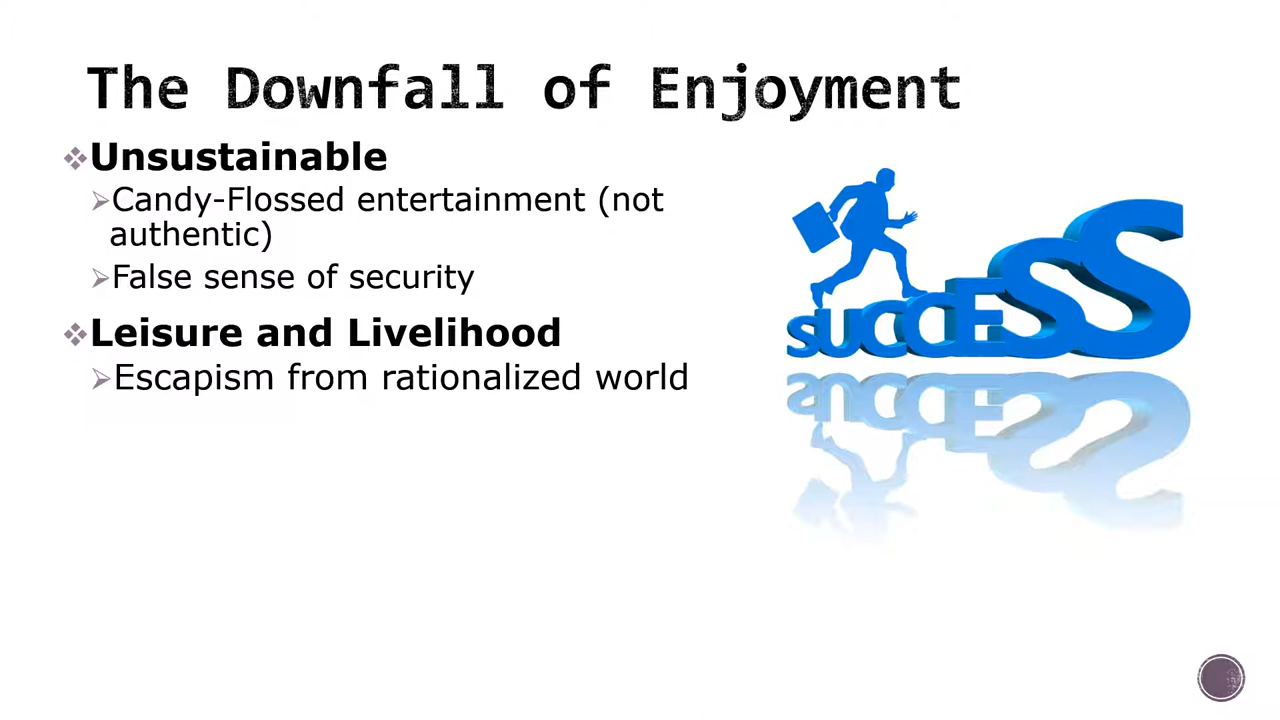 The Downfall of Enjoyment
❖Unsustainable
➢Candy-Flossed entertainment (not
authentic)
➢False sense of security
❖Leisure and Livelihood
➢Escapism from rationalized world
SUCCESS